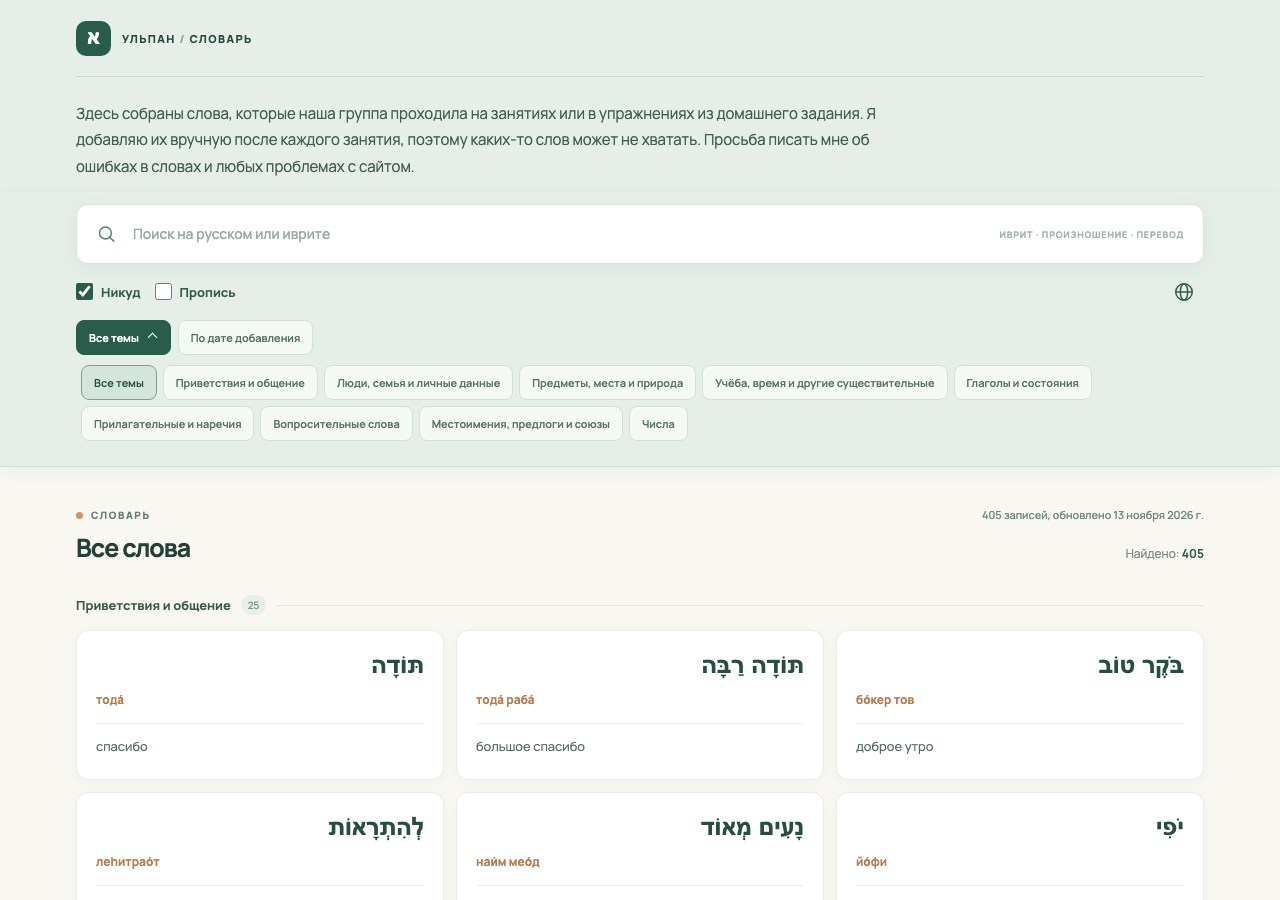 א УЛЬПАН / СЛОВАРЬ
Здесь собраны слова, которые наша группа проходила на занятиях или в упражнениях из домашнего задания. Я
добавляю их вручную после каждого занятия, поэтому каких-то слов может не хватать. Просьба писать мне об
ошибках в словах и любых проблемах с сайтом.
Поиск на русском или иврите
ИВРИТ · ПРОИЗНОШЕНИЕ · ПЕРЕВОД
Никуд Пропись
Все темы По дате добавления
Все темы Приветствия и общение Люди, семья и личные данные Предметы, места и природа Учёба, время и другие существительные Глаголы и состояния
Прилагательные и наречия Вопросительные слова Местоимения, предлоги и союзы Числа
СЛОВАРЬ
405 записей, обновлено 13 ноября 2026 г.
Все слова
Найдено: 405
Приветствия и общение 25
תּוֹדָה
тода́
спасибо
תּוֹדָה רַבָּה
тода́ раба́
большое спасибо
בֹּקֶר טוֹב
бо́кер тов
доброе утро
לְהִתְרָאוֹת
леhитрао́т
נָעִים מְאוֹד
наи́м мео́д
יֹפִי
йо́фи